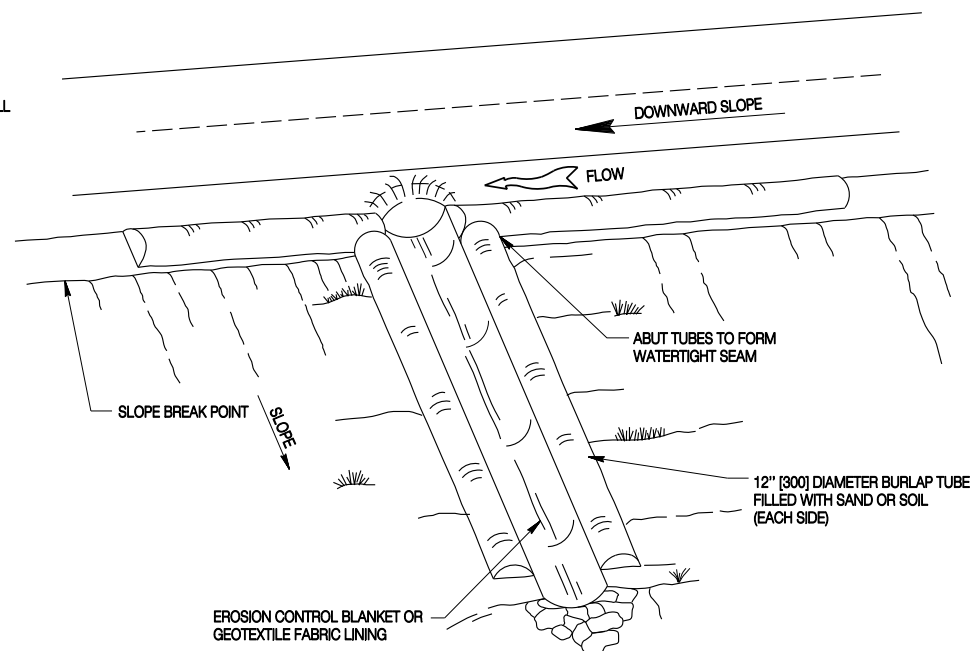 DOWNWARD SLOPE
FLOW
ABUT TUBES TO FORM
WATERTIGHT SEAM
SLOPE BREAK POINT
SLOPE
12" [300] DIAMETER BURLAP TUBE
FILLED WITH SAND OR SOIL
(EACH SIDE)
EROSION CONTROL BLANKET OR
GEOTEXTILE FABRIC LINING